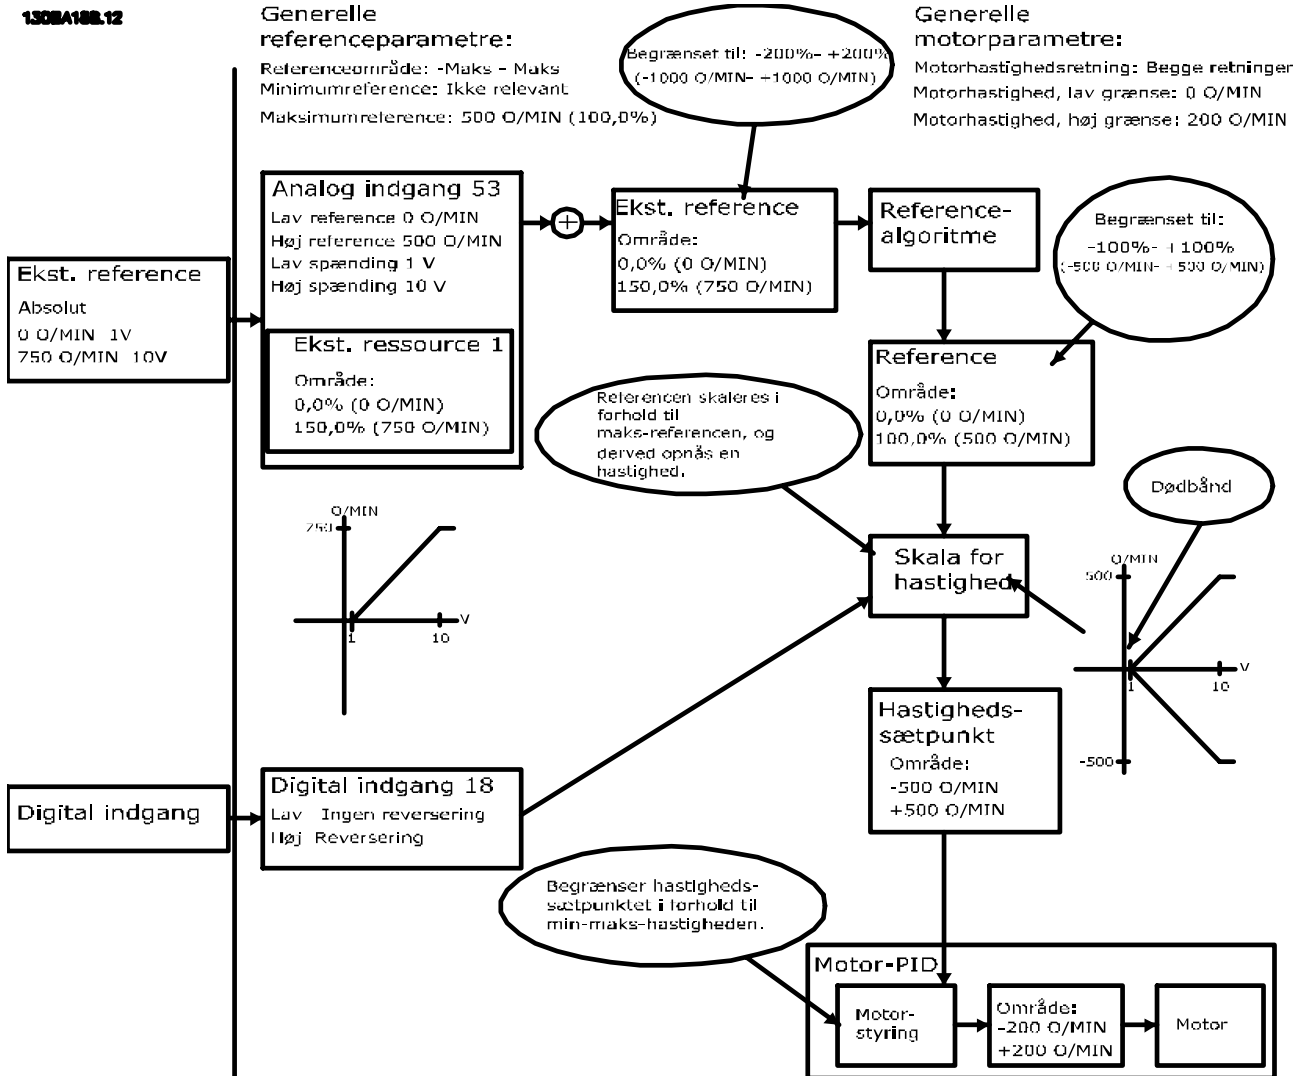 130BA188.12
Generelle
referenceparametre:
Referenceområde: -Maks - Maks
Minimumreference: Ikke relevant
Maksimumreference: 500 O/MIN (100,0%)
Begrænset til: -200%- +200%
(-1000 O/MIN- +1000 O/MIN)
Generelle
motorparametre:
Motorhastighedsretning: Begge retninger
Motorhastighed, lav grænse: 0 O/MIN
Motorhastighed, høj grænse: 200 O/MIN
Analog indgang 53
Lav reference 0 O/MIN
Høj reference 500 O/MIN
Lav spænding 1 V
Høj spænding 10 V
+
Ekst. reference
Område:
0,0% (0 O/MIN)
150,0% (750 O/MIN)
Reference-
algoritme
Begrænset til:
-100%- +100%
(-500 O/MIN- +500 O/MIN)
Ekst. reference
Absolut
0 O/MIN 1V
750 O/MIN 10V
Ekst. ressource 1
Område:
0,0% (0 O/MIN)
150,0% (750 O/MIN)
Reference
Område:
0,0% (0 O/MIN)
100,0% (500 O/MIN)
Referencen skaleres i
forhold til
maks-referencen, og
derved opnås en
hastighed.
Dødbånd
O/MIN
750
V
1
10
Skala for
hastighed
O/MIN
500
V
1
10
-500
Hastigheds-
sætpunkt
Område:
-500 O/MIN
+500 O/MIN
Digital indgang
Digital indgang 18
Lav Ingen reversering
Høj Reversering
Begrænser hastigheds-
sætpunktet i forhold til
min-maks-hastigheden.
Motor-PID
Motor-
styring
Område:
-200 O/MIN
+200 O/MIN
Motor